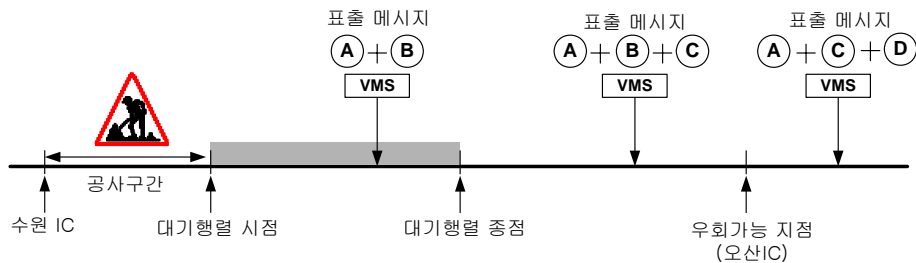 표출 메시지
A + B
VMS
표출 메시지
A + B + C
VMS
표출 메시지
A + C + D
VMS
공사구간
수원 IC
대기행렬 시점
대기행렬 종점
우회가능 지점
(오산IC)